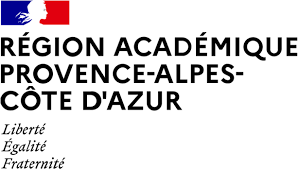 RÉGION ACADÉMIQUE
PROVENCE-ALPES-
CÔTE D'AZUR
Liberté
Égalité
Fraternité